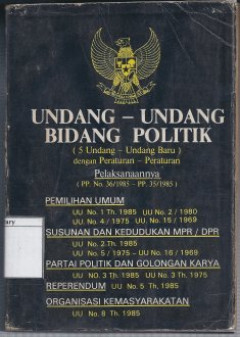 UNDANG - UNDANG
BIDANG POLITIK
( 5 Undang - Undang Baru )
dengan Peraturan - Peraturan
Pelaksanaannya
( PP. No. 36/1985 - PP. 35/1985 )
PEMILIHAN UMUM
UU No. 1 Th. 1985 UU No. 2 / 1980
UU No. 4 / 1975 UU No. 15 / 1969
SUSUNAN DAN KEDUDUKAN MPR / DPR
UU No. 2 Th. 1985
UU No. 5 / 1975 - UU No. 16 / 1969
PARTAI POLITIK DAN GOLONGAN KARYA
UU NO. 3 Th. 1985 UU No. 3 Th. 1975
REFERENDUM UU No. 5 Th. 1985
ORGANISASI KEMASYARAKATAN
UU No. 8 Th. 1985